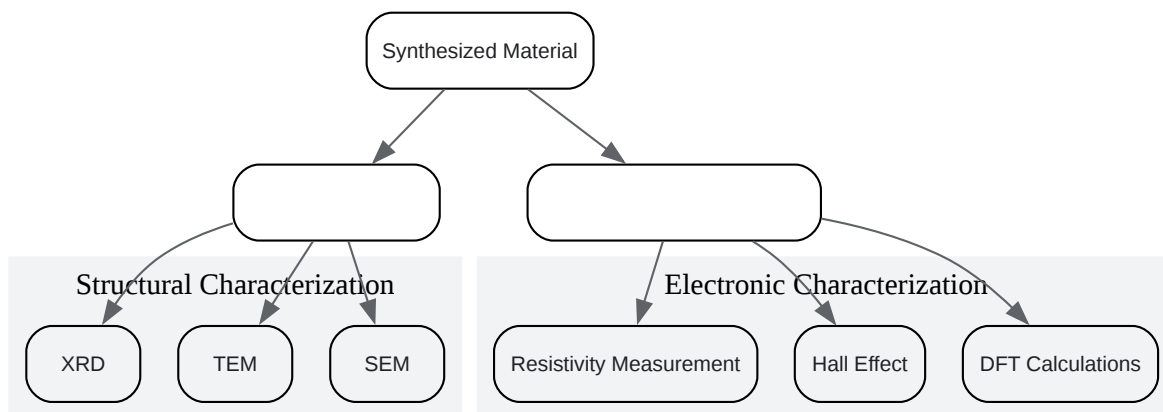 Synthesized Material
Structural Characterization
Electronic Characterization
XRD
TEM
SEM
Resistivity Measurement
Hall Effect
DFT Calculations